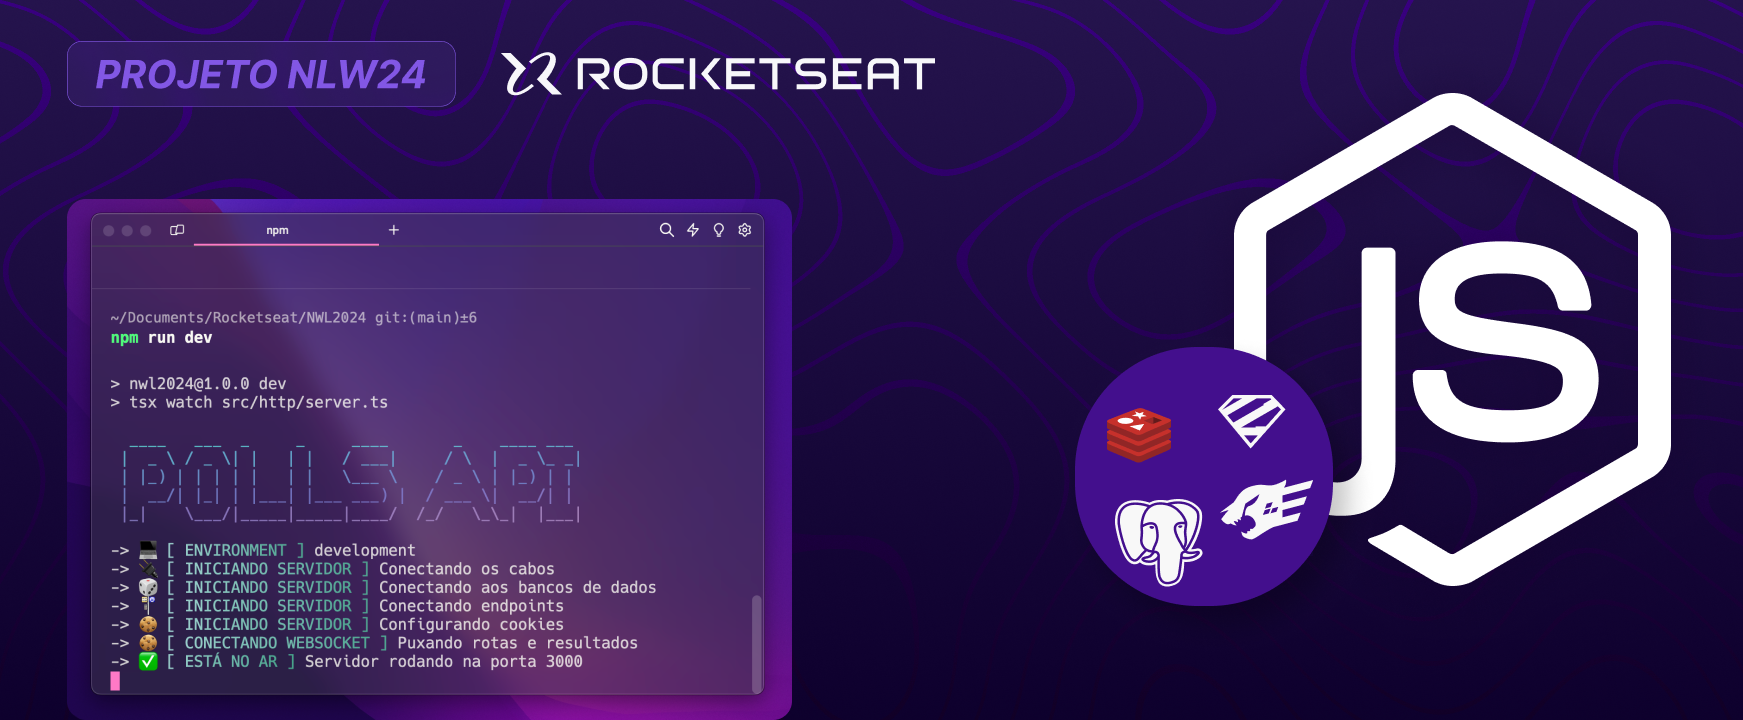 PROJETO NLW24
ROCKETSEAT
npm
~/Documents/Rocketseat/NWL2024 git:(main)±6
npm run dev
> nwl2024@1.0.0 dev
> tsx watch src/http/server.ts
POLLS API
-> [ ENVIRONMENT ] development
-> [ INICIANDO SERVIDOR ] Conectando os cabos
-> [ INICIANDO SERVIDOR ] Conectando aos bancos de dados
-> [ INICIANDO SERVIDOR ] Conectando endpoints
-> [ INICIANDO SERVIDOR ] Configurando cookies
-> [ CONECTANDO WEBSOCKET ] Puxando rotas e resultados
-> [ ESTÁ NO AR ] Servidor rodando na porta 3000
JS